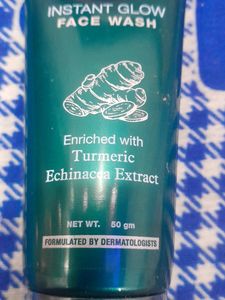 INSTANT GLOW
FACE WASH
Enriched with
Turmeric
Echinacea Extract
NET WT. 50 gm
FORMULATED BY DERMATOLOGISTS